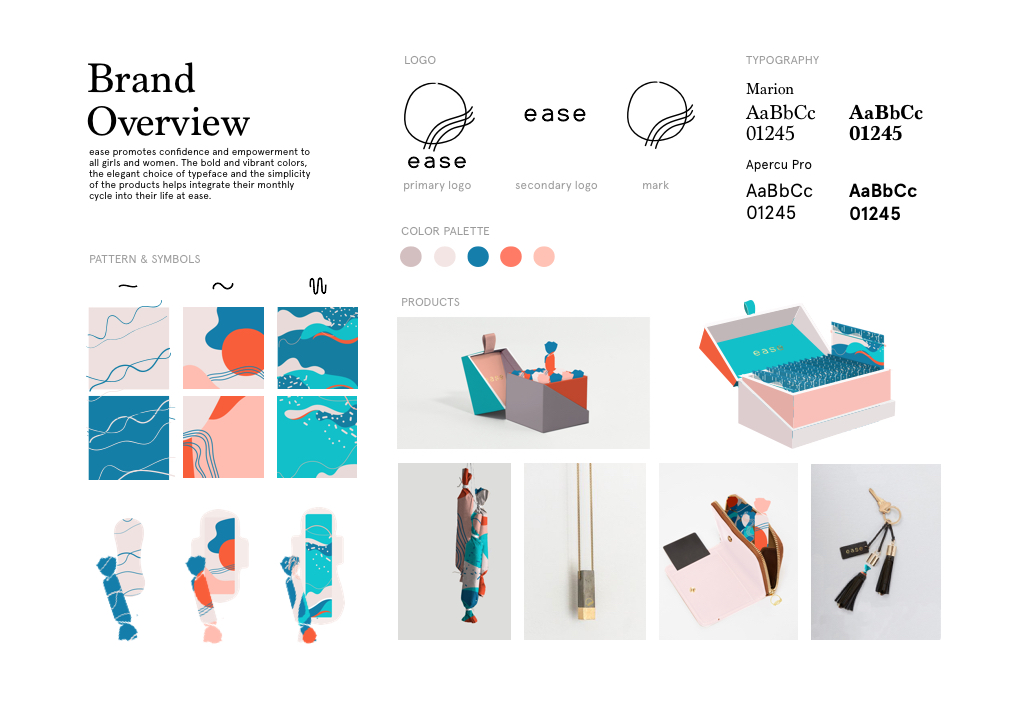 Brand
Overview
ease promotes confidence and empowerment to
all girls and women. The bold and vibrant colors,
the elegant choice of typeface and the simplicity
of the products helps integrate their monthly
cycle into their life at ease.
LOGO
ease
primary logo
ease
secondary logo
mark
TYPOGRAPHY
Marion
AaBbCc
01245
AaBbCc
01245
Apercu Pro
AaBbCc
01245
AaBbCc
01245
COLOR PALETTE
PATTERN & SYMBOLS
PRODUCTS
ease
ease